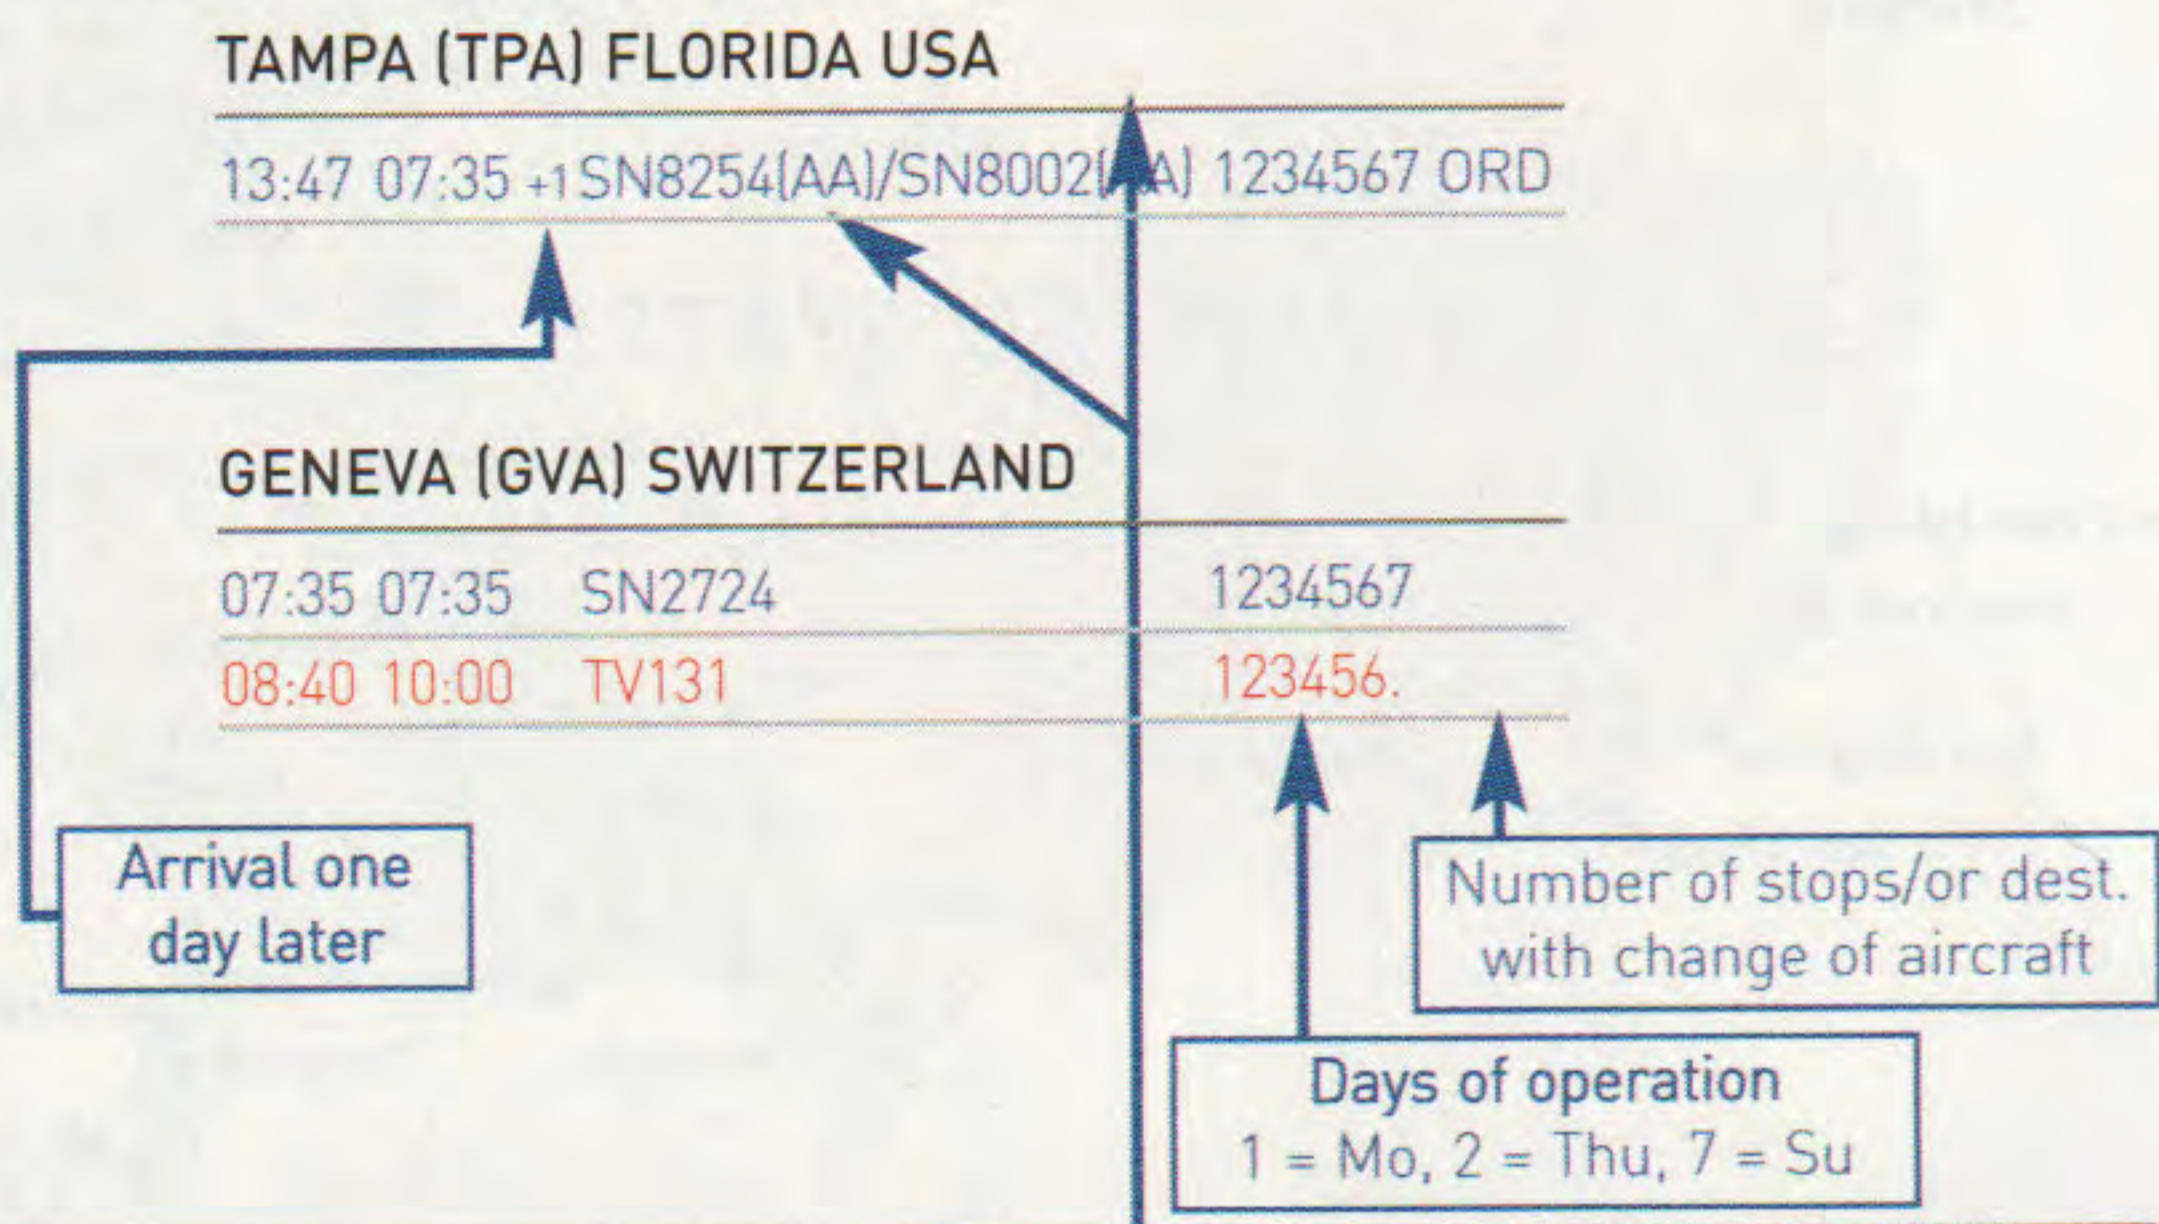 TAMPA (TPA) FLORIDA USA
13:47 07:35 +1 SN8254(AA)/SN8002( A) 1234567 ORD
GENEVA (GVA) SWITZERLAND
07:35 07:35 SN2724 1234567
08:40 10:00 TV131 123456.
Arrival one
day later
Number of stops/or dest.
with change of aircraft
Days of operation
1 = Mo, 2 = Thu, 7 = Su